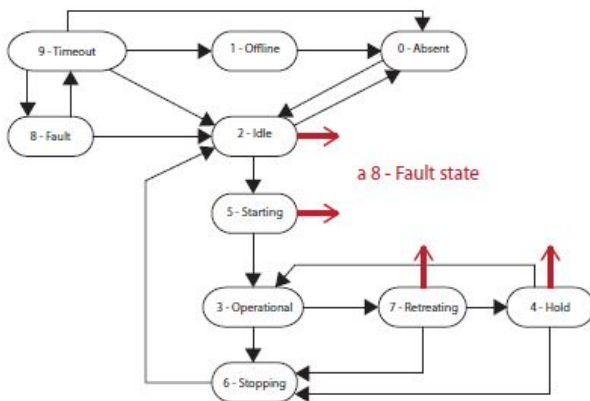 9 - Timeout
1 - Offline
0 - Absent
8 - Fault
2 - Idle
a 8 - Fault state
5 - Starting
3 - Operational
7 - Retreating
4 - Hold
6 - Stopping